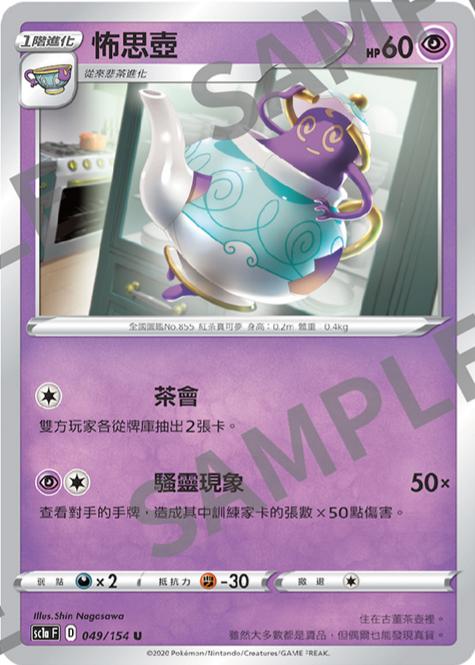 1階進化
怖思壺
HP60
從來悲茶進化
SAMPLE
全國圖鑑No.855 紅茶寶可夢 身高：0.2m 體重 0.4kg
茶會
雙方玩家各從牌庫抽出2張卡。
騷靈現象 50×
查看對手的手牌，造成其中訓練家卡的張數×50點傷害。
SAMPLE
弱點 ×2 抵抗力 -30 撤退
Illus.Shin Nagasawa
sc1a F D 049/154 U
住在古董茶壺裡。
雖然大多數都是贗品，但偶爾也能發現真貨。
©2020 Pokémon/Nintendo/Creatures/GAME FREAK.